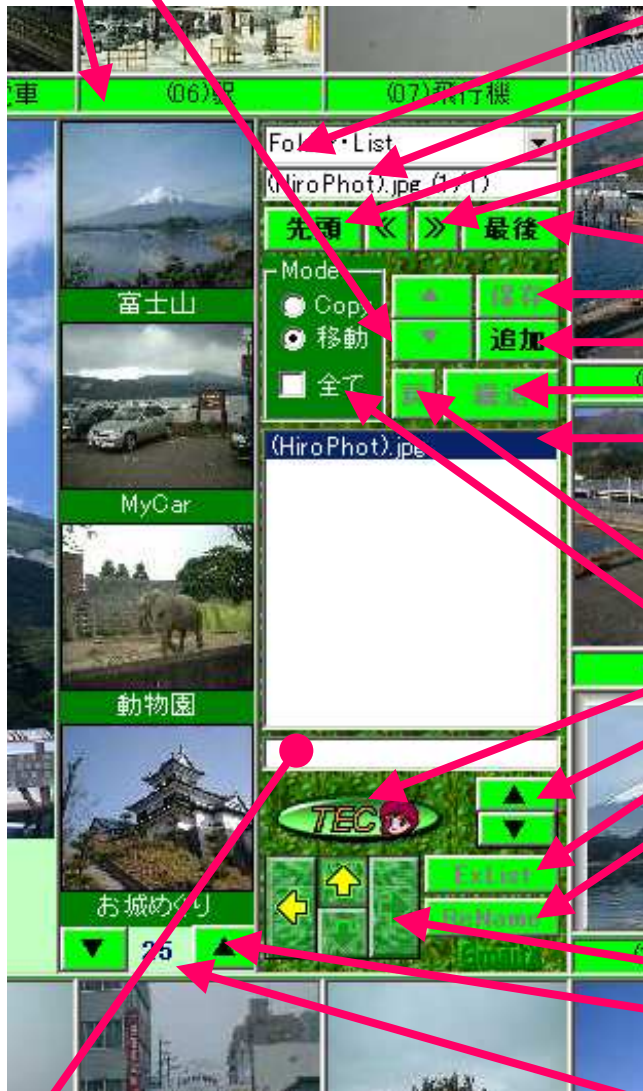 車
(06)駅
(07)飛行機
Folder・List
(HiroPhot).jpg (1/1)
先頭
≪
≫
最後
Mode
Copy
移動
全て
▲
保存
▼
追加
(HiroPhot).jpg
富士山
MyCar
動物園
お城めぐり
TEC
▲
▼
ExList
ReName
▼
25
▲